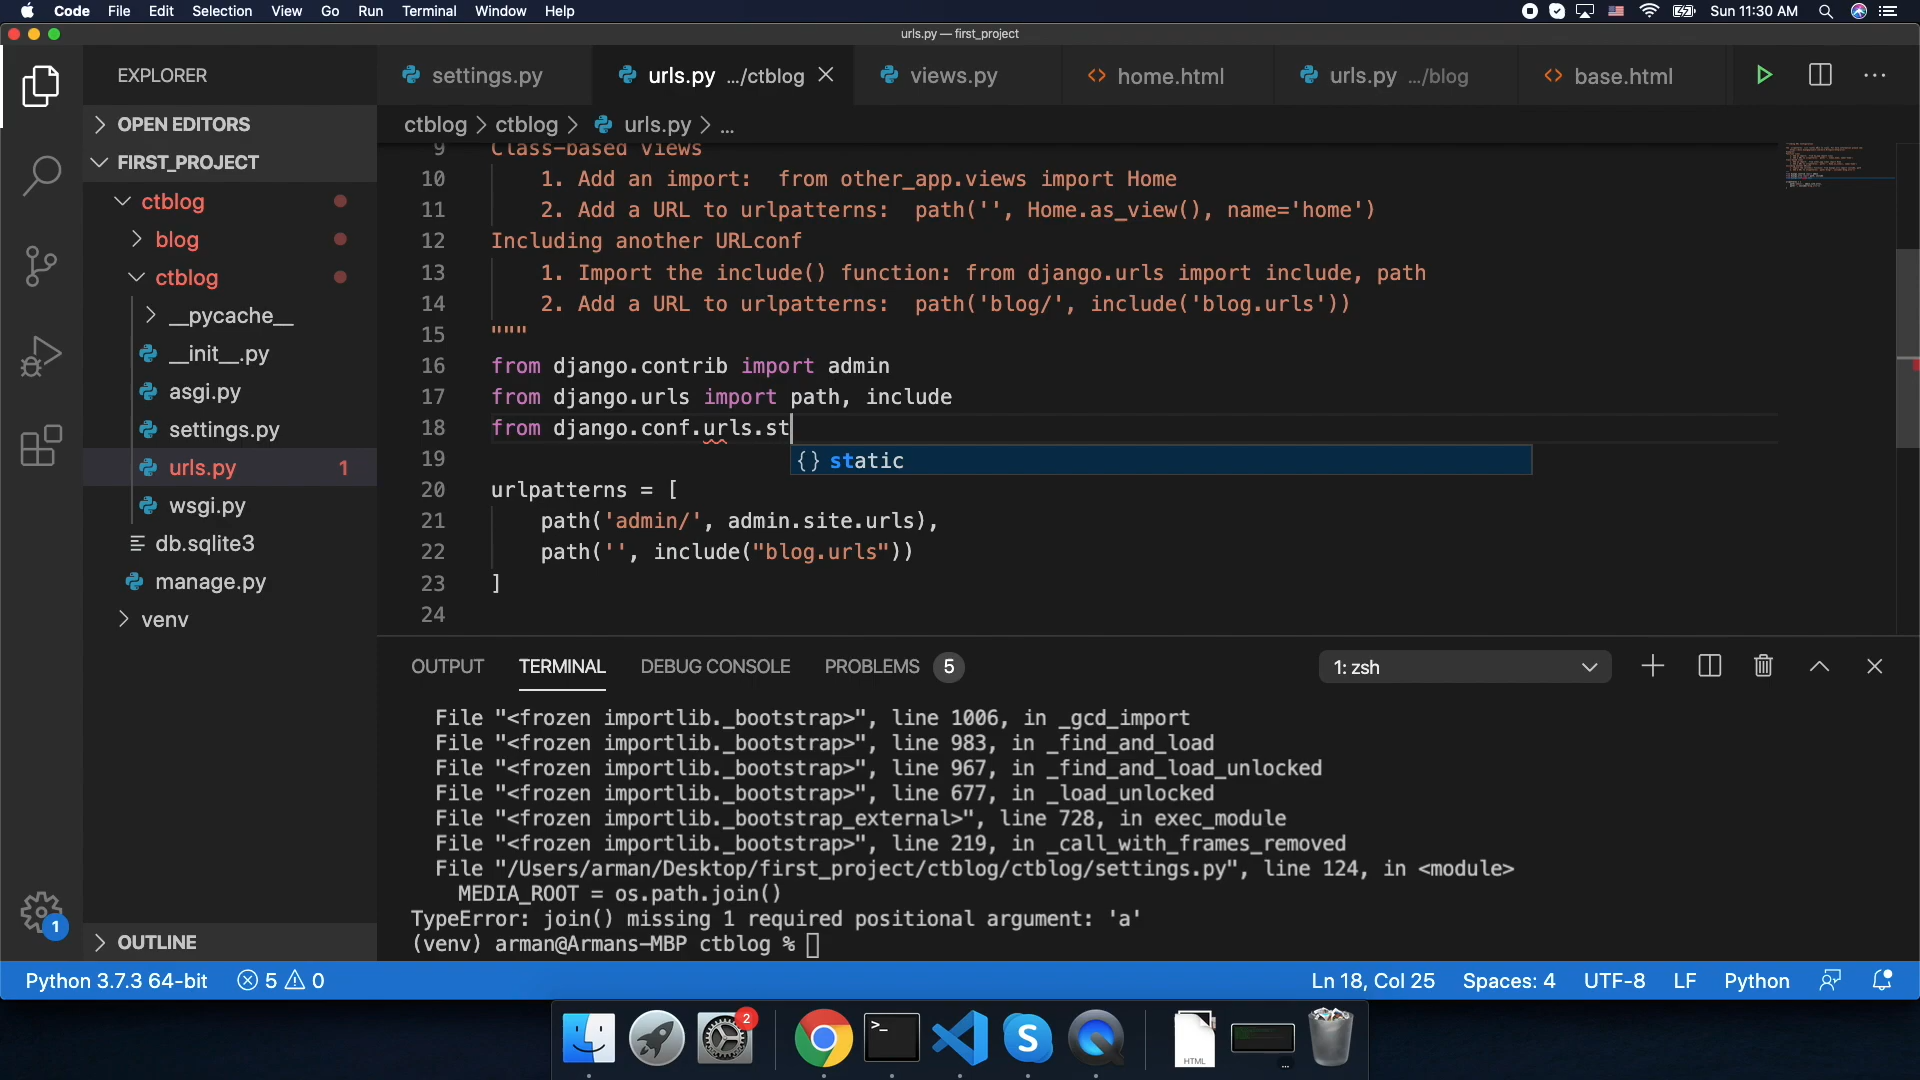 Code File Edit Selection View Go Run Terminal Window Help
Sun 11:30 AM
urls.py — first_project
EXPLORER
OPEN EDITORS
FIRST_PROJECT
ctblog
blog
ctblog
__pycache__
__init__.py
asgi.py
settings.py
urls.py 1
wsgi.py
db.sqlite3
manage.py
venv
OUTLINE
1
settings.py
urls.py .../ctblog
views.py
home.html
urls.py .../blog
base.html
ctblog > ctblog > urls.py > ...
9 Class-based views
10 1. Add an import: from other_app.views import Home
11 2. Add a URL to urlpatterns: path('', Home.as_view(), name='home')
12 Including another URLconf
13 1. Import the include() function: from django.urls import include, path
14 2. Add a URL to urlpatterns: path('blog/', include('blog.urls'))
15 """
16 from django.contrib import admin
17 from django.urls import path, include
18 from django.conf.urls.st
19
{} static
20 urlpatterns = [
21 path('admin/', admin.site.urls),
22 path('', include("blog.urls"))
23 ]
24
OUTPUT TERMINAL DEBUG CONSOLE PROBLEMS 5
1: zsh
File "<frozen importlib._bootstrap>", line 1006, in _gcd_import
File "<frozen importlib._bootstrap>", line 983, in _find_and_load
File "<frozen importlib._bootstrap>", line 967, in _find_and_load_unlocked
File "<frozen importlib._bootstrap>", line 677, in _load_unlocked
File "<frozen importlib._bootstrap_external>", line 728, in exec_module
File "<frozen importlib._bootstrap>", line 219, in _call_with_frames_removed
File "/Users/arman/Desktop/first_project/ctblog/ctblog/settings.py", line 124, in <module>
MEDIA_ROOT = os.path.join()
TypeError: join() missing 1 required positional argument: 'a'
(venv) arman@Armans-MBP ctblog %
Python 3.7.3 64-bit 5 0
Ln 18, Col 25 Spaces: 4 UTF-8 LF Python
2
>_
S
HTML
...